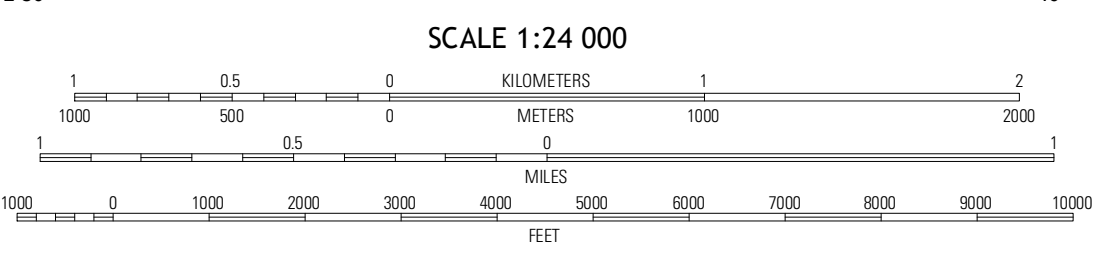 SCALE 1:24 000
1 0.5 0 KILOMETERS 1 2
1000 500 0 METERS 1000 2000
1 0.5 0 1
MILES
1000 0 1000 2000 3000 4000 5000 6000 7000 8000 9000 10000
FEET